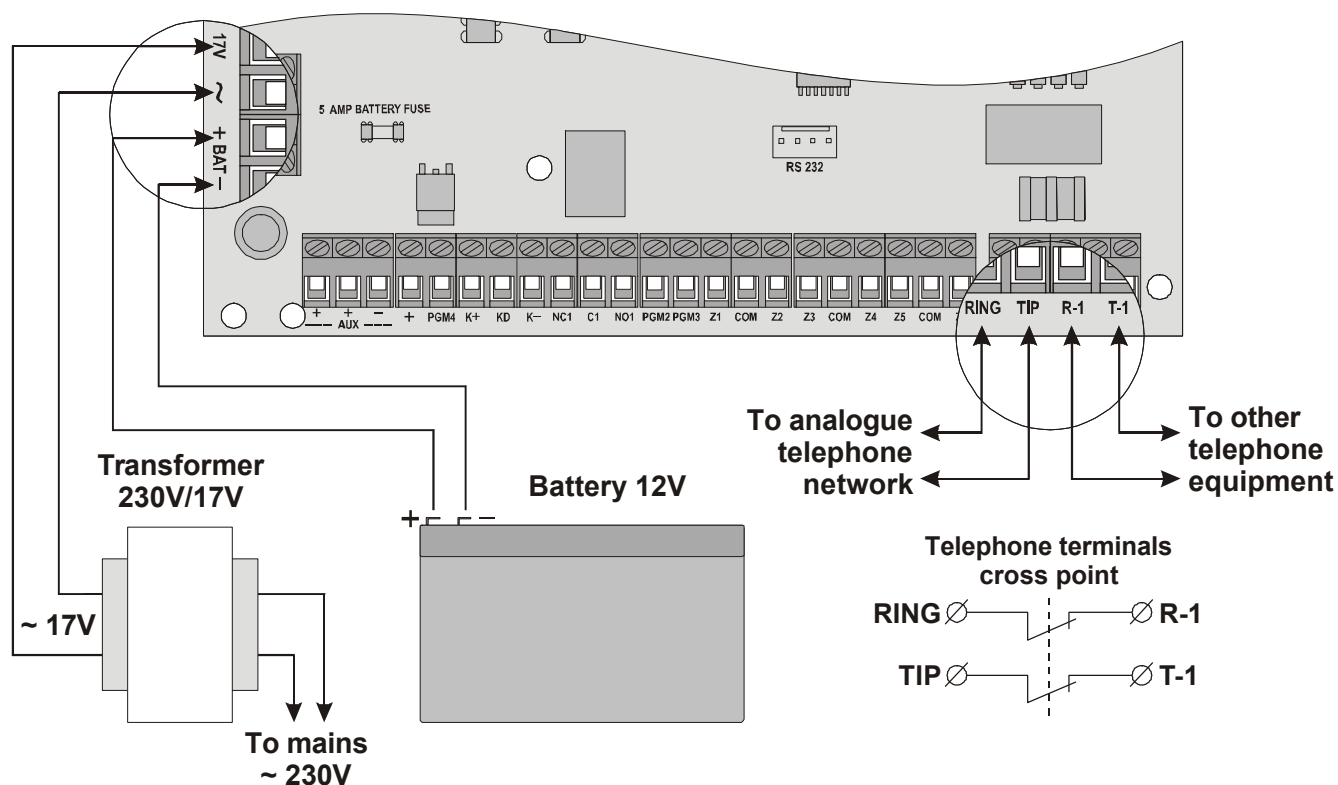 17V
~
+ BAT -
5 AMP BATTERY FUSE
RS 232
+ + - + PGM4 K+ KD K- NC1 C1 NO1 PGM2 PGM3 Z1 COM Z2 Z3 COM Z4 Z5 COM
AUX
RING TIP R-1 T-1
To analogue
telephone
network
To other
telephone
equipment
Transformer
230V/17V
~ 17V
To mains
~ 230V
Battery 12V
+ -
Telephone terminals
cross point
RING R-1
TIP T-1